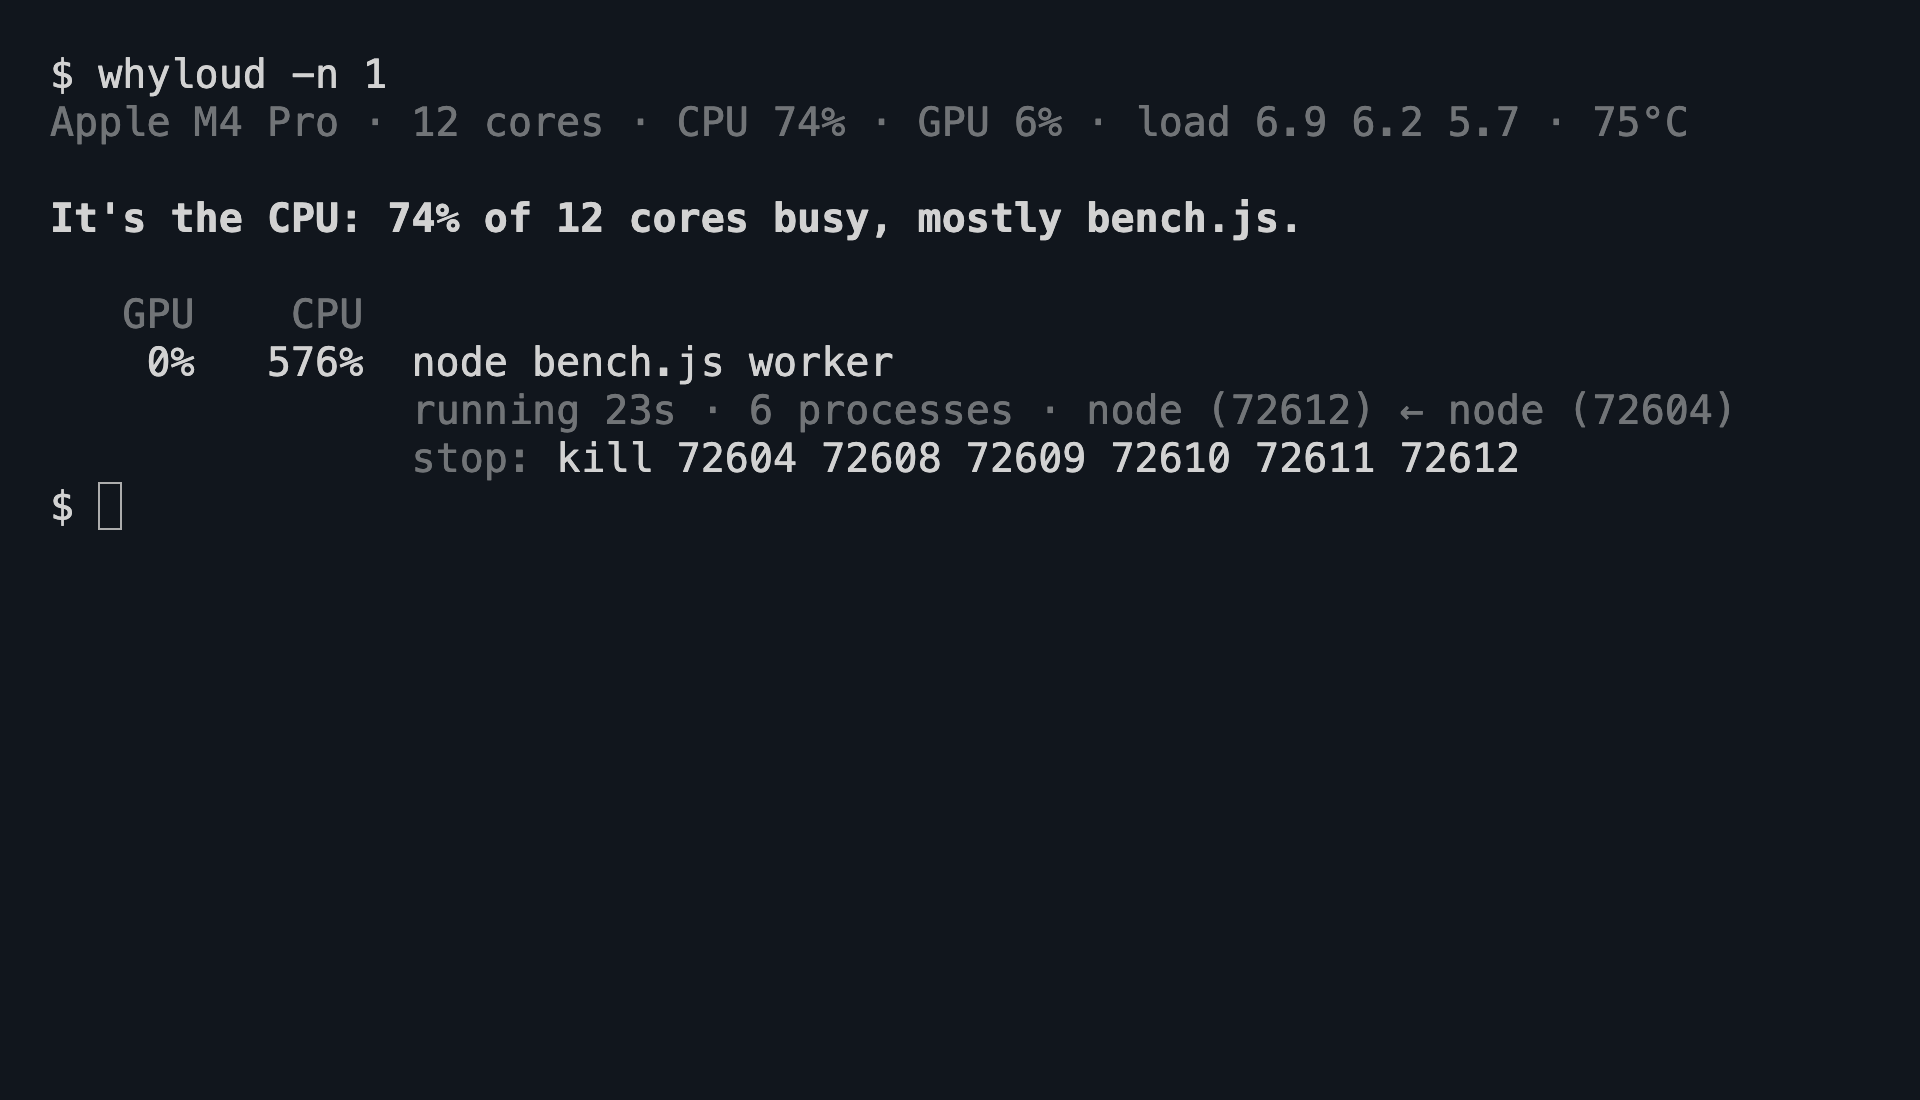 $ whyloud -n 1
Apple M4 Pro · 12 cores · CPU 74% · GPU 6% · load 6.9 6.2 5.7 · 75°C
It's the CPU: 74% of 12 cores busy, mostly bench.js.
GPU CPU
0% 576% node bench.js worker
running 23s · 6 processes · node (72612) ← node (72604)
stop: kill 72604 72608 72609 72610 72611 72612
$